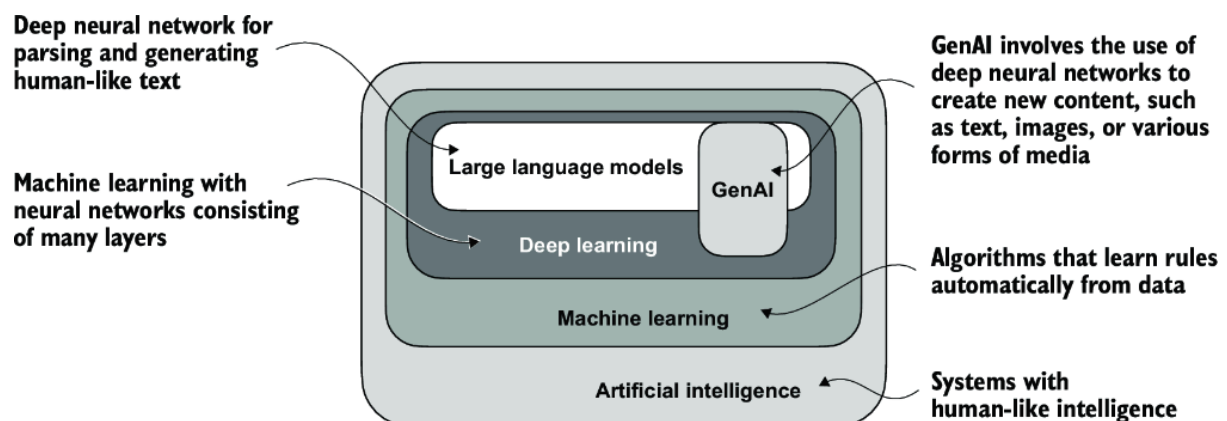 Deep neural network for
parsing and generating
human-like text
Machine learning with
neural networks consisting
of many layers
Large language models
GenAI
Deep learning
Machine learning
Artificial intelligence
GenAI involves the use of
deep neural networks to
create new content, such
as text, images, or various
forms of media
Algorithms that learn rules
automatically from data
Systems with
human-like intelligence